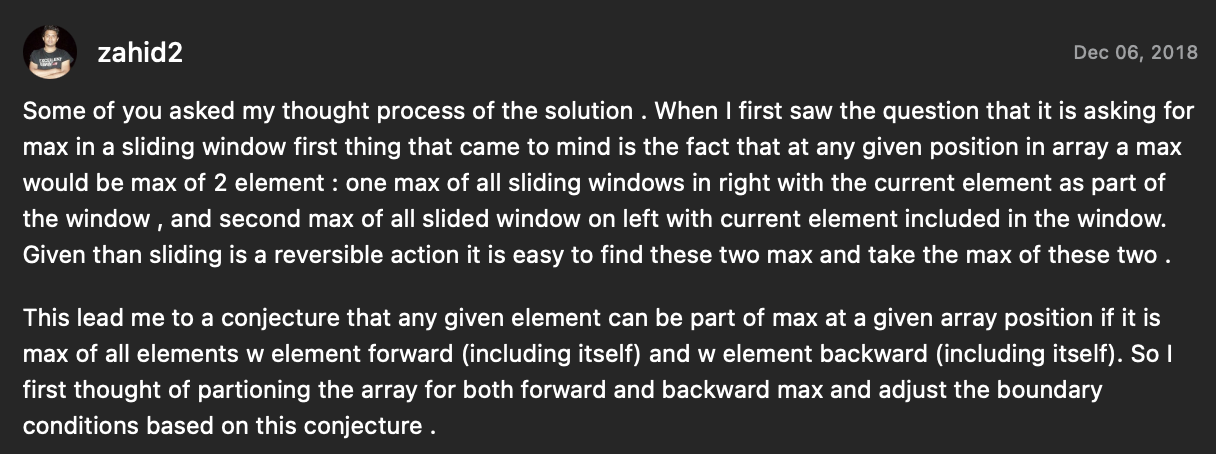 zahid2
Dec 06, 2018
Some of you asked my thought process of the solution . When I first saw the question that it is asking for
max in a sliding window first thing that came to mind is the fact that at any given position in array a max
would be max of 2 element : one max of all sliding windows in right with the current element as part of
the window , and second max of all slided window on left with current element included in the window.
Given than sliding is a reversible action it is easy to find these two max and take the max of these two .
This lead me to a conjecture that any given element can be part of max at a given array position if it is
max of all elements w element forward (including itself) and w element backward (including itself). So I
first thought of partioning the array for both forward and backward max and adjust the boundary
conditions based on this conjecture .